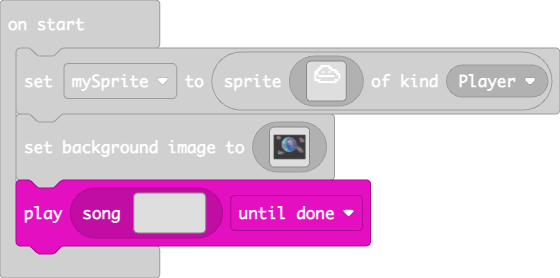 on start
set mySprite to sprite of kind Player
set background image to
play song until done